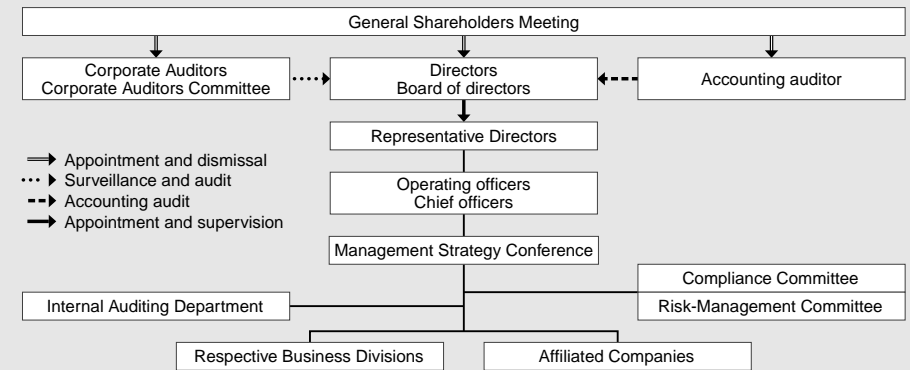 General Shareholders Meeting
Corporate Auditors
Corporate Auditors Committee
Directors
Board of directors
Accounting auditor
Representative Directors
Appointment and dismissal
Surveillance and audit
Accounting audit
Appointment and supervision
Operating officers
Chief officers
Management Strategy Conference
Compliance Committee
Internal Auditing Department
Risk-Management Committee
Respective Business Divisions
Affiliated Companies